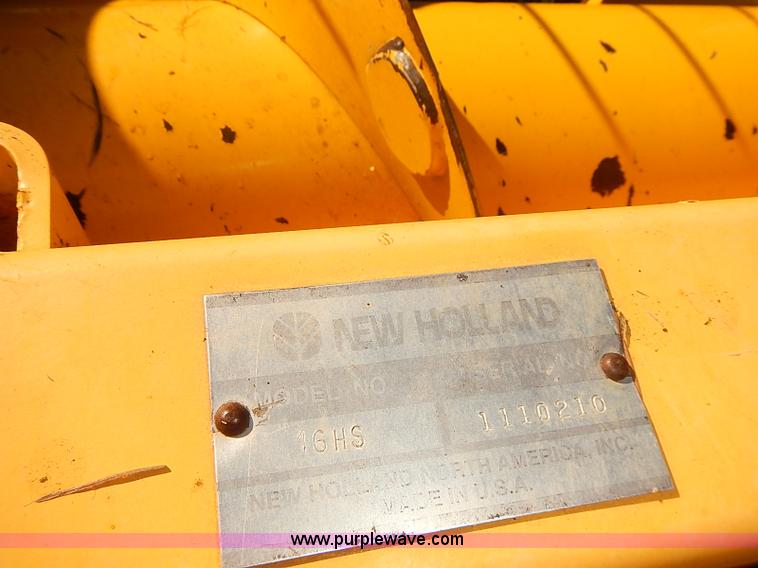 NEW HOLLAND
MODEL NO. SERIAL NO.
16HS 1110210
NEW HOLLAND NORTH AMERICA, INC.
MADE IN U.S.A.
www.purplewave.com